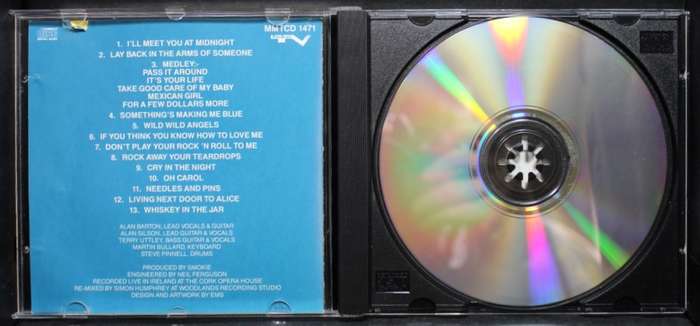 MMTCD 1471
1. I'LL MEET YOU AT MIDNIGHT
2. LAY BACK IN THE ARMS OF SOMEONE
3. MEDLEY:-
PASS IT AROUND
IT'S YOUR LIFE
TAKE GOOD CARE OF MY BABY
MEXICAN GIRL
FOR A FEW DOLLARS MORE
4. SOMETHING'S MAKING ME BLUE
5. WILD WILD ANGELS
6. IF YOU THINK YOU KNOW HOW TO LOVE ME
7. DON'T PLAY YOUR ROCK 'N ROLL TO ME
8. ROCK AWAY YOUR TEARDROPS
9. CRY IN THE NIGHT
10. OH CAROL
11. NEEDLES AND PINS
12. LIVING NEXT DOOR TO ALICE
13. WHISKEY IN THE JAR
ALAN BARTON, LEAD VOCALS & GUITAR
ALAN SILSON, LEAD GUITAR & VOCALS
TERRY UTTLEY, BASS GUITAR & VOCALS
MARTIN BULLARD, KEYBOARD
STEVE PINNELL, DRUMS
PRODUCED BY SMOKIE
ENGINEERED BY NEIL FERGUSON
RECORDED LIVE IN IRELAND AT THE CORK OPERA HOUSE
RE-MIXED BY SIMON HUMPHREY AT WOODLANDS RECORDING STUDIO
DESIGN AND ARTWORK BY EMS